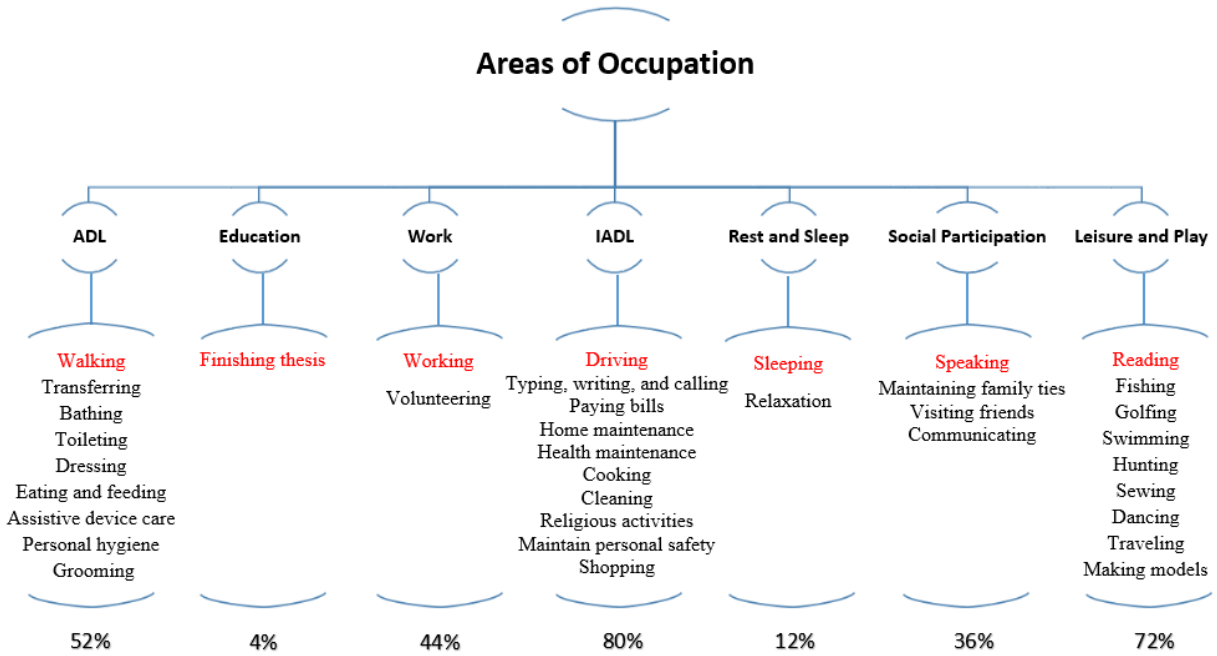 Areas of Occupation
ADL
Education
Work
IADL
Rest and Sleep
Social Participation
Leisure and Play
Walking
Transferring
Bathing
Toileting
Dressing
Eating and feeding
Assistive device care
Personal hygiene
Grooming
Finishing thesis
Working
Volunteering
Driving
Typing, writing, and calling
Paying bills
Home maintenance
Health maintenance
Cooking
Cleaning
Religious activities
Maintain personal safety
Shopping
Sleeping
Relaxation
Speaking
Maintaining family ties
Visiting friends
Communicating
Reading
Fishing
Golfing
Swimming
Hunting
Sewing
Dancing
Traveling
Making models
52%
4%
44%
80%
12%
36%
72%